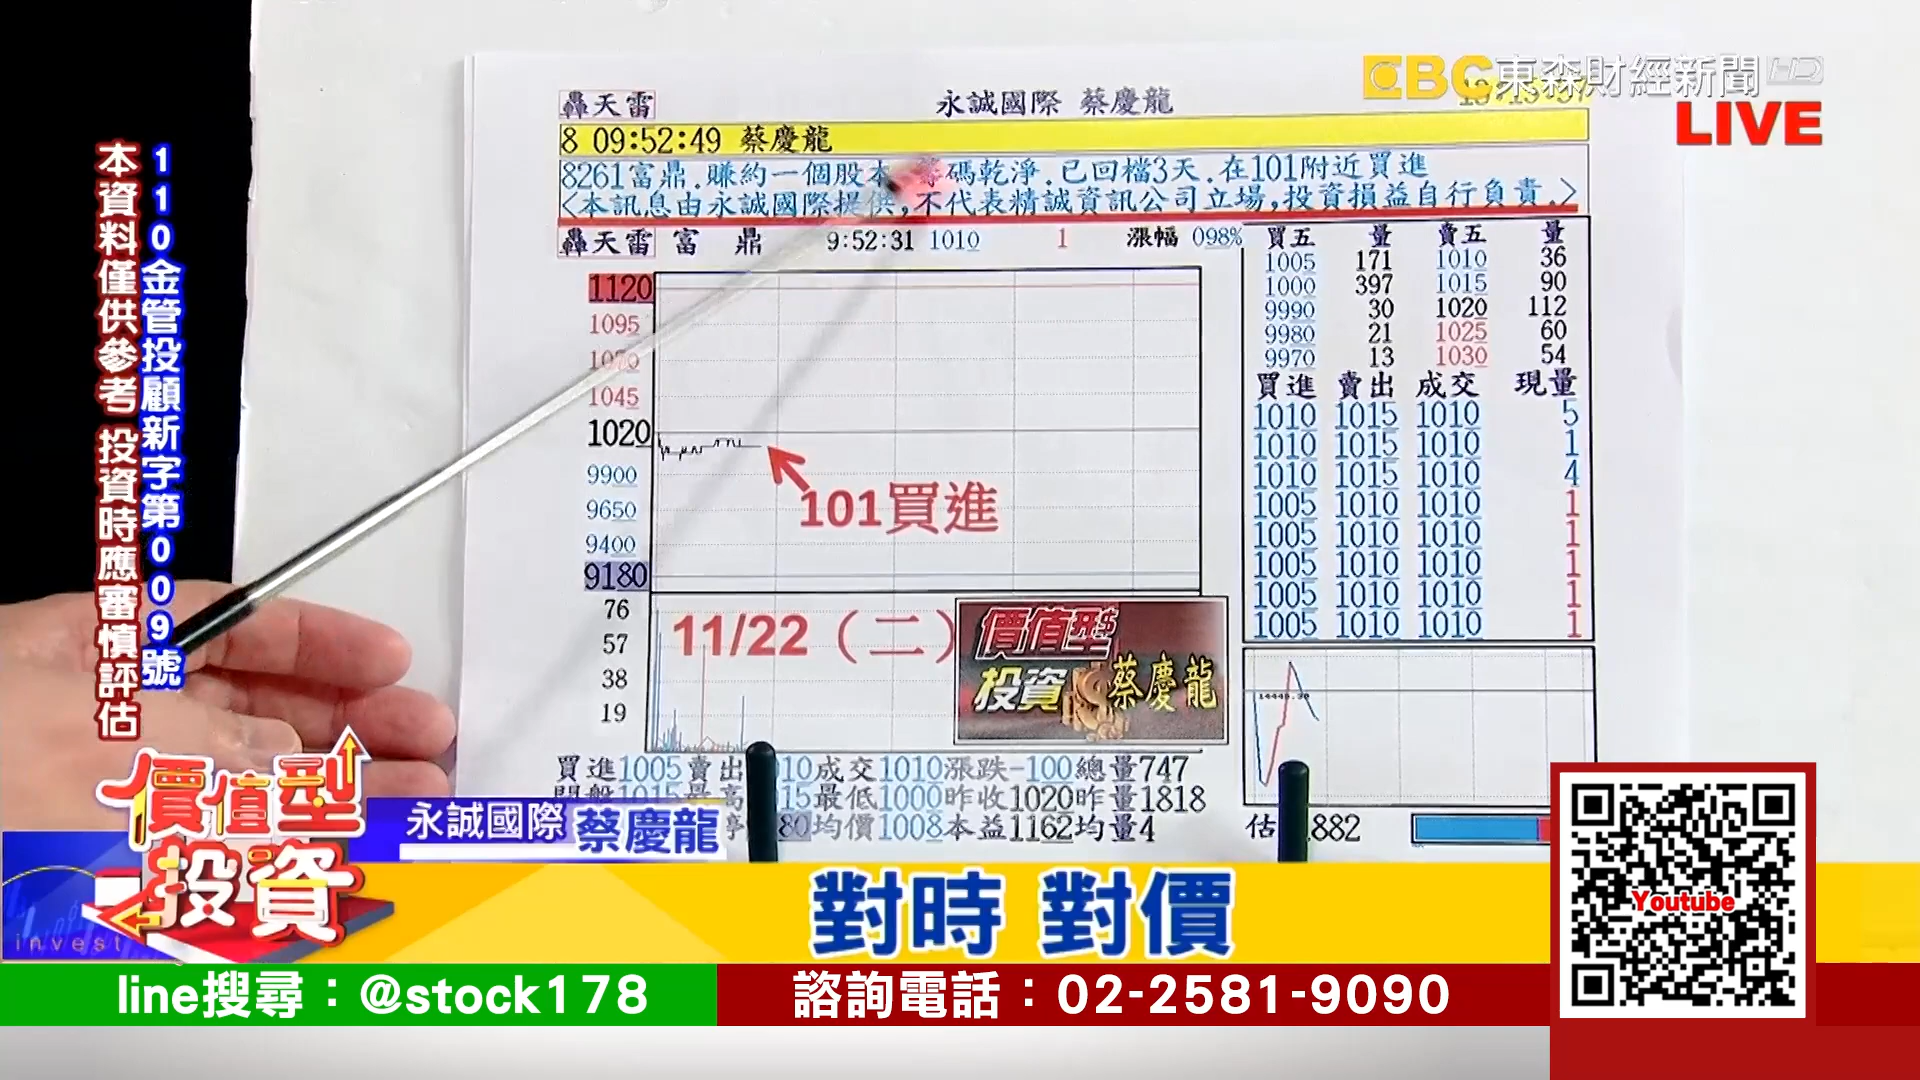 EBC 東森財經新聞 HD
LIVE
轟天雷 永誠國際 蔡慶龍
8 09:52:49 蔡慶龍
8261富鼎.賺約一個股本.籌碼乾淨.已回檔3天.在101附近買進
<本訊息由永誠國際提供,不代表精誠資訊公司立場,投資損益自行負責.>
轟天雷 富 鼎 9:52:31 1010 1 漲幅 098%
買五 量 賣五 量
1005 171 1010 36
1000 397 1015 90
9990 30 1020 112
9980 21 1025 60
9970 13 1030 54
買進 賣出 成交 現量
1010 1015 1010 5
1010 1015 1010 1
1010 1015 1010 4
1005 1010 1010 1
1005 1010 1010 1
1005 1010 1010 1
1005 1010 1010 1
1005 1010 1010 1
1120
1095
1070
1045
1020
9900
9650
9400
9180
101買進
76
57
38
19
11/22（二）
價值型
投資
蔡慶龍
買進1005賣出 10成交1010漲跌-100總量747
15最低1000昨收1020昨量1818
80均價1008本益1162均量4
估 882
110金管投顧新字第009號
本資料僅供參考 投資時應審慎評估
價值型
投資
invest
永誠國際 蔡慶龍
對時 對價
Youtube
line搜尋：@stock178
諮詢電話：02-2581-9090